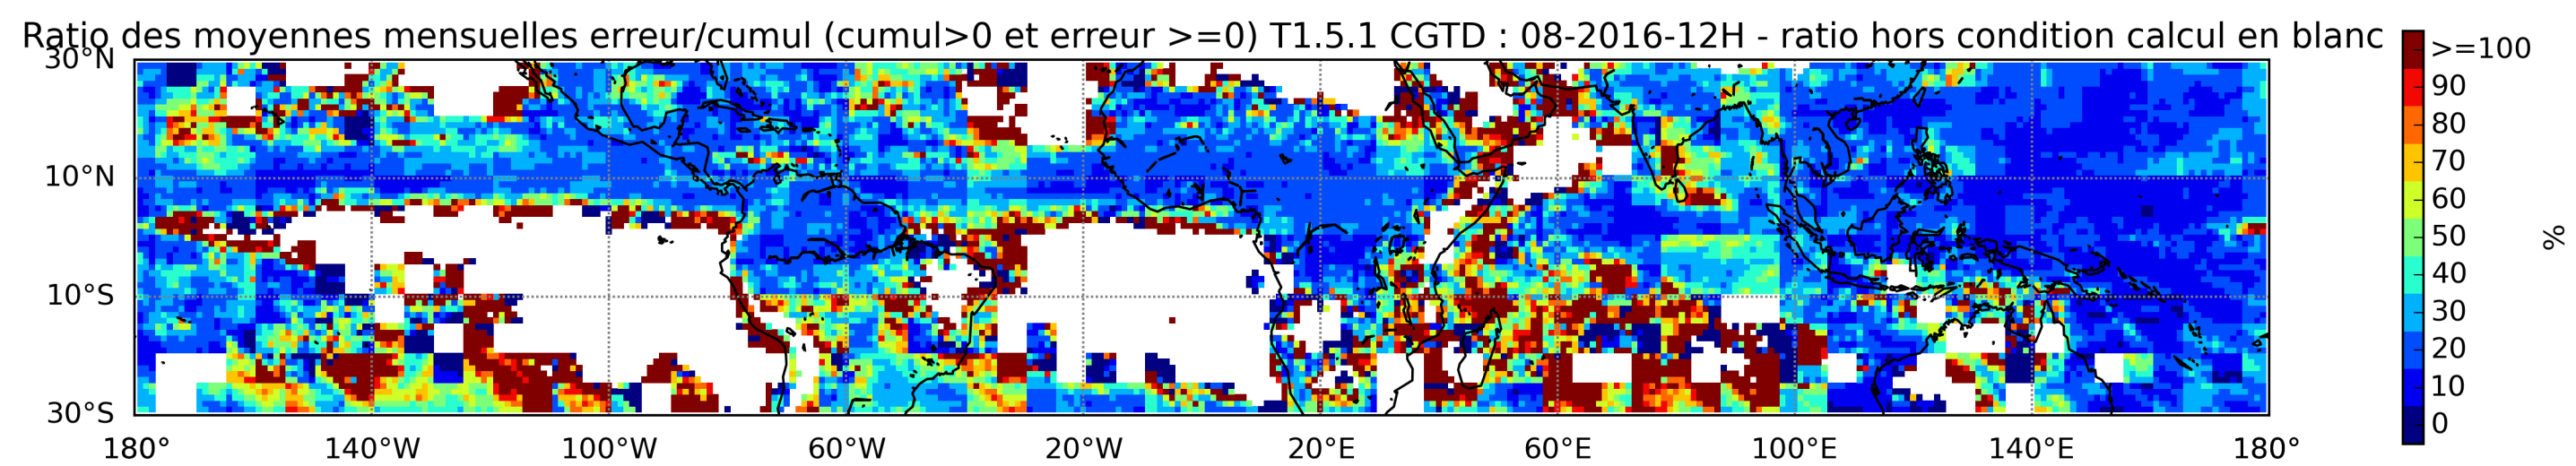 Ratio des moyennes mensuelles erreur/cumul (cumul>0 et erreur >=0) T1.5.1 CGTD : 08-2016-12H - ratio hors condition calcul en blanc
30°N
10°N
10°S
30°S
180° 140°W 100°W 60°W 20°W 20°E 60°E 100°E 140°E 180°
>=100
90
80
70
60
50
40
30
20
10
0
%